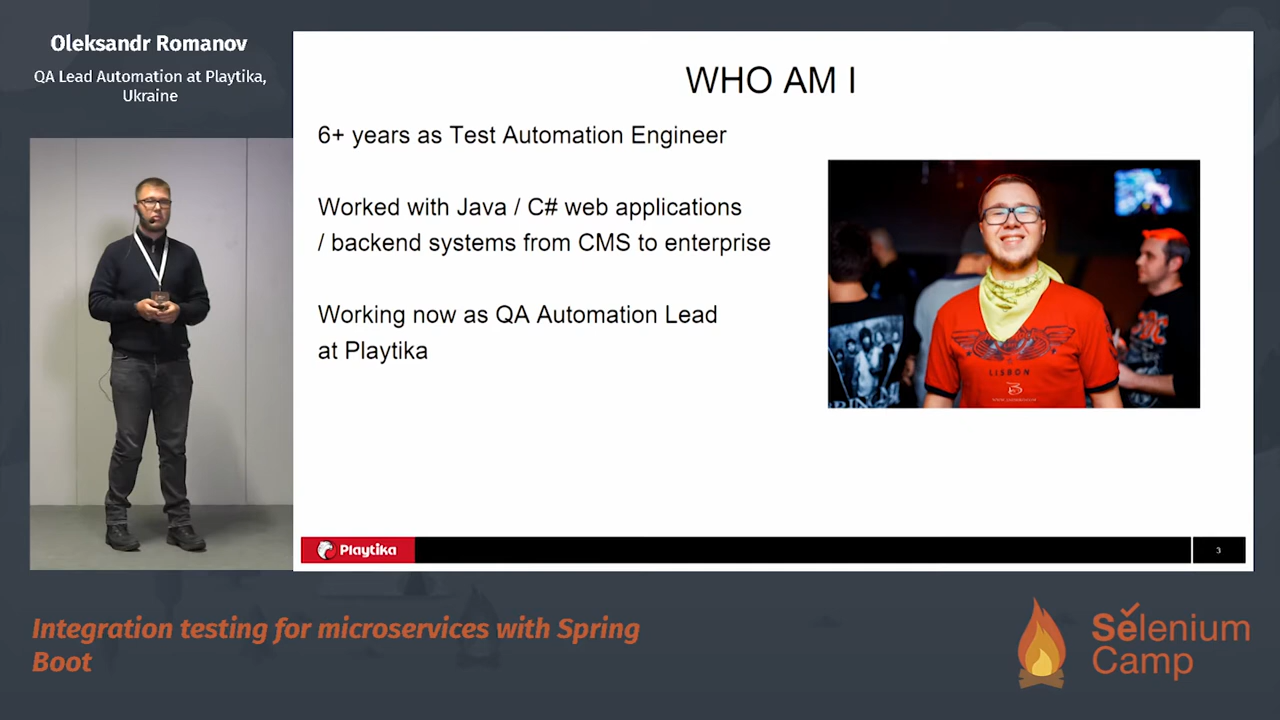 Oleksandr Romanov
QA Lead Automation at Playtika,
Ukraine
WHO AM I
6+ years as Test Automation Engineer
Worked with Java / C# web applications
/ backend systems from CMS to enterprise
Working now as QA Automation Lead
at Playtika
LISBON
3
Playtika
3
Integration testing for microservices with Spring
Boot
Selenium
Camp